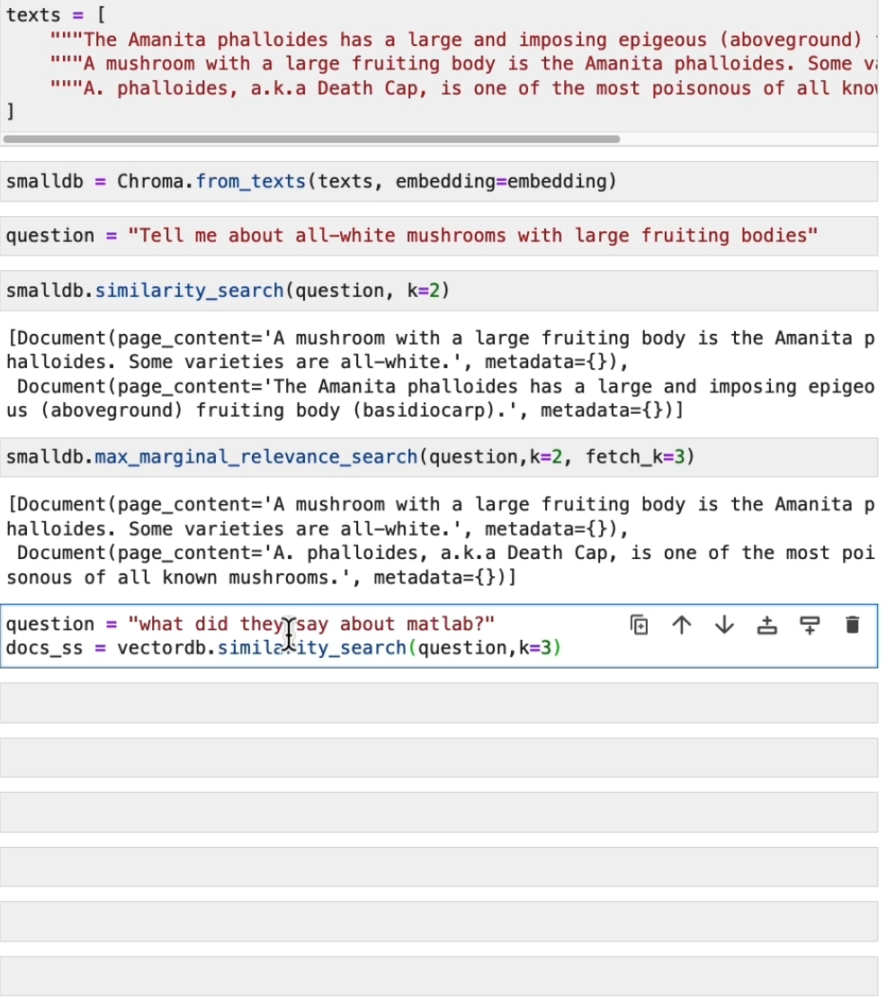 texts = [
    """The Amanita phalloides has a large and imposing epigeous (aboveground)
    """A mushroom with a large fruiting body is the Amanita phalloides. Some
    """A. phalloides, a.k.a Death Cap, is one of the most poisonous of all
]
smalldb = Chroma.from_texts(texts, embedding=embedding)
question = "Tell me about all-white mushrooms with large fruiting bodies"
smalldb.similarity_search(question, k=2)
[Document(page_content='A mushroom with a large fruiting body is the Amanita p
halloides. Some varieties are all-white.', metadata={}),
 Document(page_content='The Amanita phalloides has a large and imposing epigeo
us (aboveground) fruiting body (basidiocarp).', metadata={})]
smalldb.max_marginal_relevance_search(question,k=2, fetch_k=3)
[Document(page_content='A mushroom with a large fruiting body is the Amanita p
halloides. Some varieties are all-white.', metadata={}),
 Document(page_content='A. phalloides, a.k.a Death Cap, is one of the most poi
sonous of all known mushrooms.', metadata={})]
question = "what did they say about matlab?"
docs_ss = vectordb.similarity_search(question,k=3)